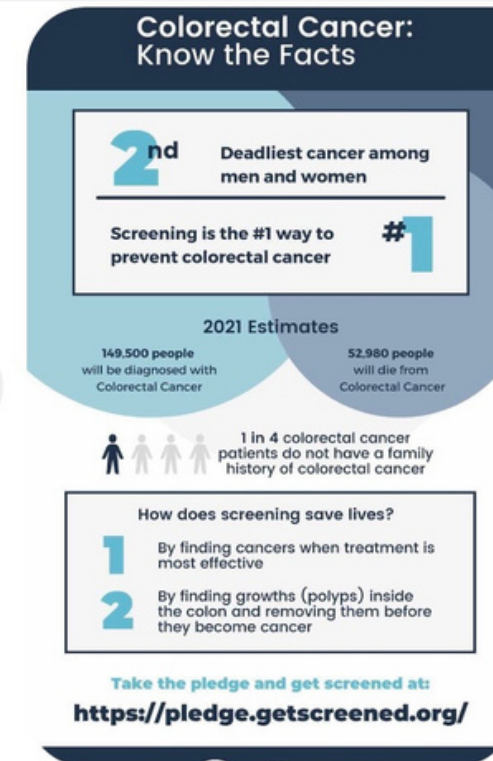 Colorectal Cancer:
Know the Facts
2nd
Deadliest cancer among
men and women
Screening is the #1 way to
prevent colorectal cancer
#1
2021 Estimates
149,500 people
will be diagnosed with
Colorectal Cancer
52,980 people
will die from
Colorectal Cancer
1 in 4 colorectal cancer
patients do not have a family
history of colorectal cancer
How does screening save lives?
1
By finding cancers when treatment is
most effective
2
By finding growths (polyps) inside
the colon and removing them before
they become cancer
Take the pledge and get screened at:
https://pledge.getscreened.org/